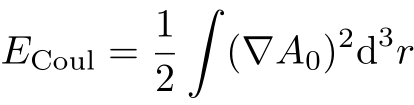 $E_{\mathrm{Coul}} = \frac{1}{2} \int (\nabla A_0)^2 \mathrm{d}^3 r$